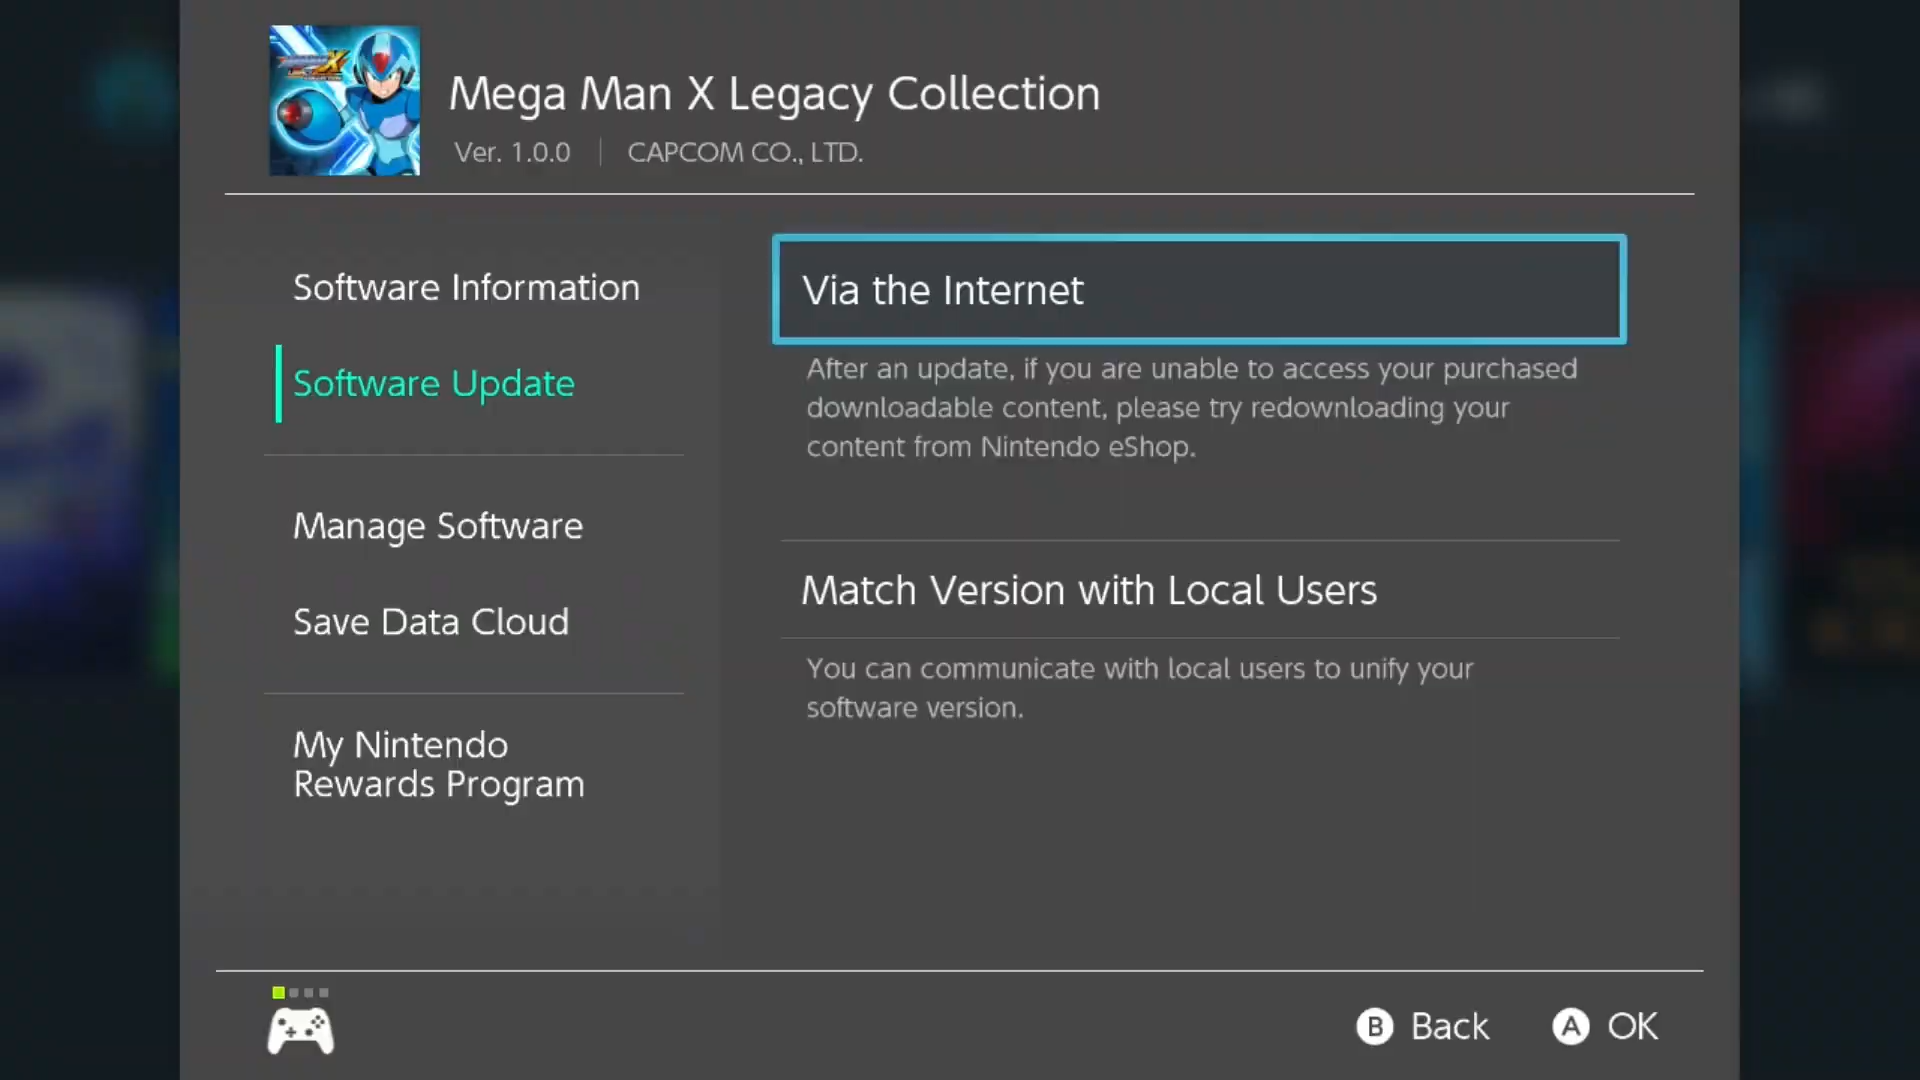 Mega Man X Legacy Collection
Ver. 1.0.0 | CAPCOM CO., LTD.
Software Information
Software Update
Manage Software
Save Data Cloud
My Nintendo
Rewards Program
Via the Internet
After an update, if you are unable to access your purchased
downloadable content, please try redownloading your
content from Nintendo eShop.
Match Version with Local Users
You can communicate with local users to unify your
software version.
B Back
A OK